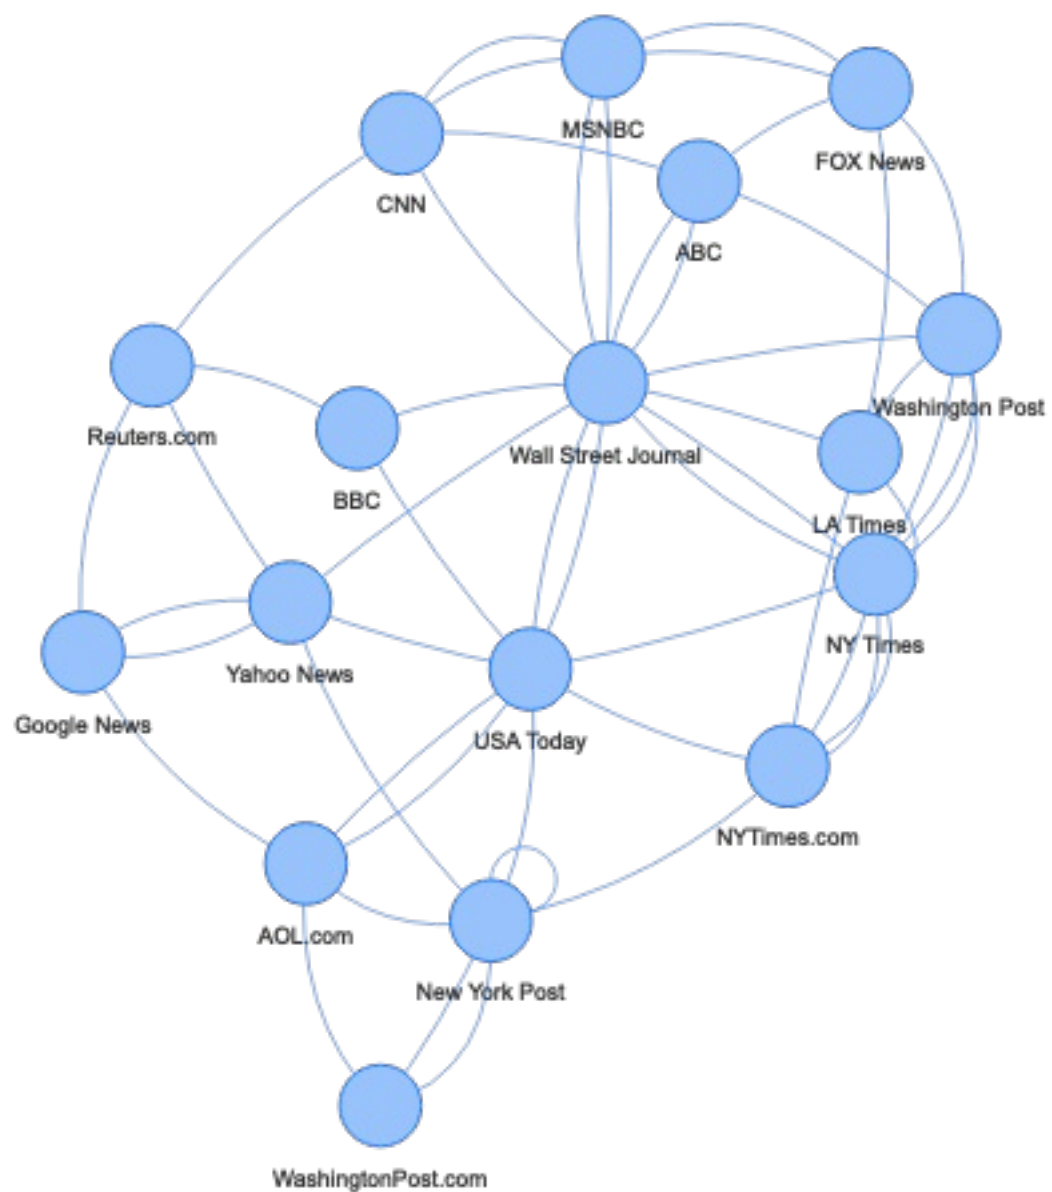 MSNBC
FOX News
CNN
ABC
Washington Post
Reuters.com
Wall Street Journal
BBC
LA Times
NY Times
Yahoo News
Google News
USA Today
NYTimes.com
AOL.com
New York Post
WashingtonPost.com